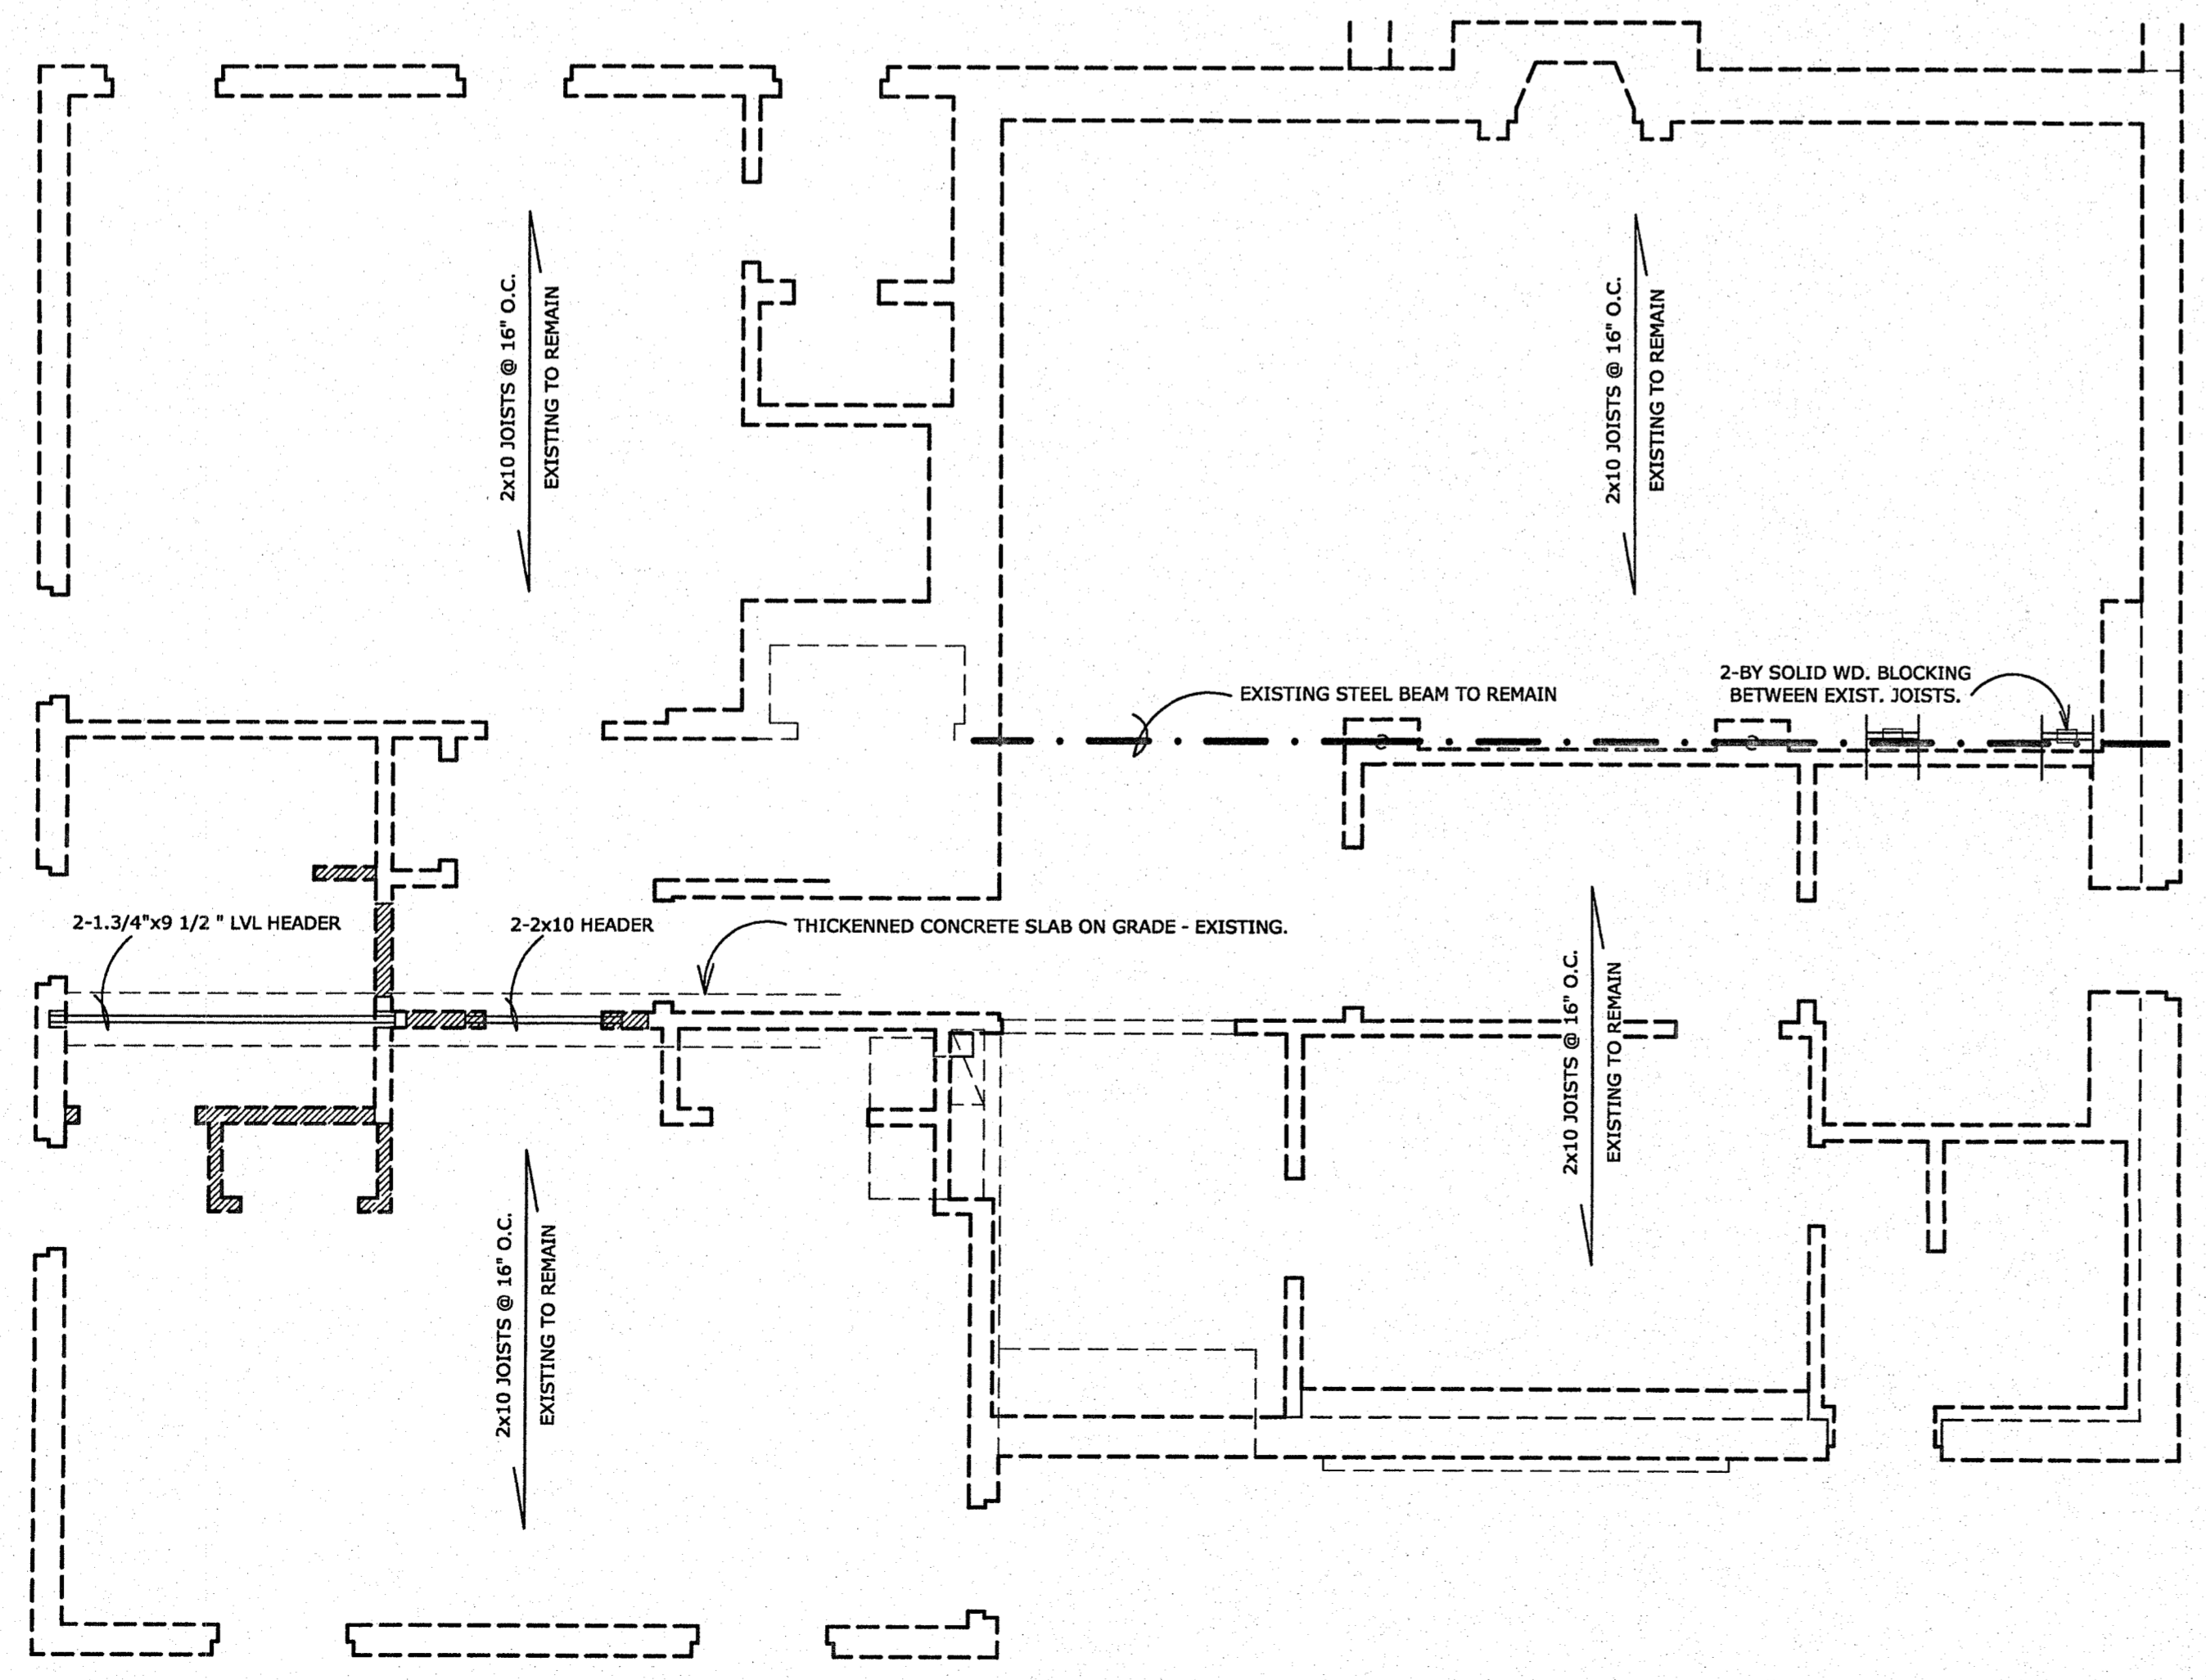 2x10 JOISTS @ 16" O.C.
EXISTING TO REMAIN
2x10 JOISTS @ 16" O.C.
EXISTING TO REMAIN
EXISTING STEEL BEAM TO REMAIN
2-BY SOLID WD. BLOCKING
BETWEEN EXIST. JOISTS.
2-1.3/4"x9 1/2 " LVL HEADER
2-2x10 HEADER
THICKENNED CONCRETE SLAB ON GRADE - EXISTING.
2x10 JOISTS @ 16" O.C.
EXISTING TO REMAIN
2x10 JOISTS @ 16" O.C.
EXISTING TO REMAIN